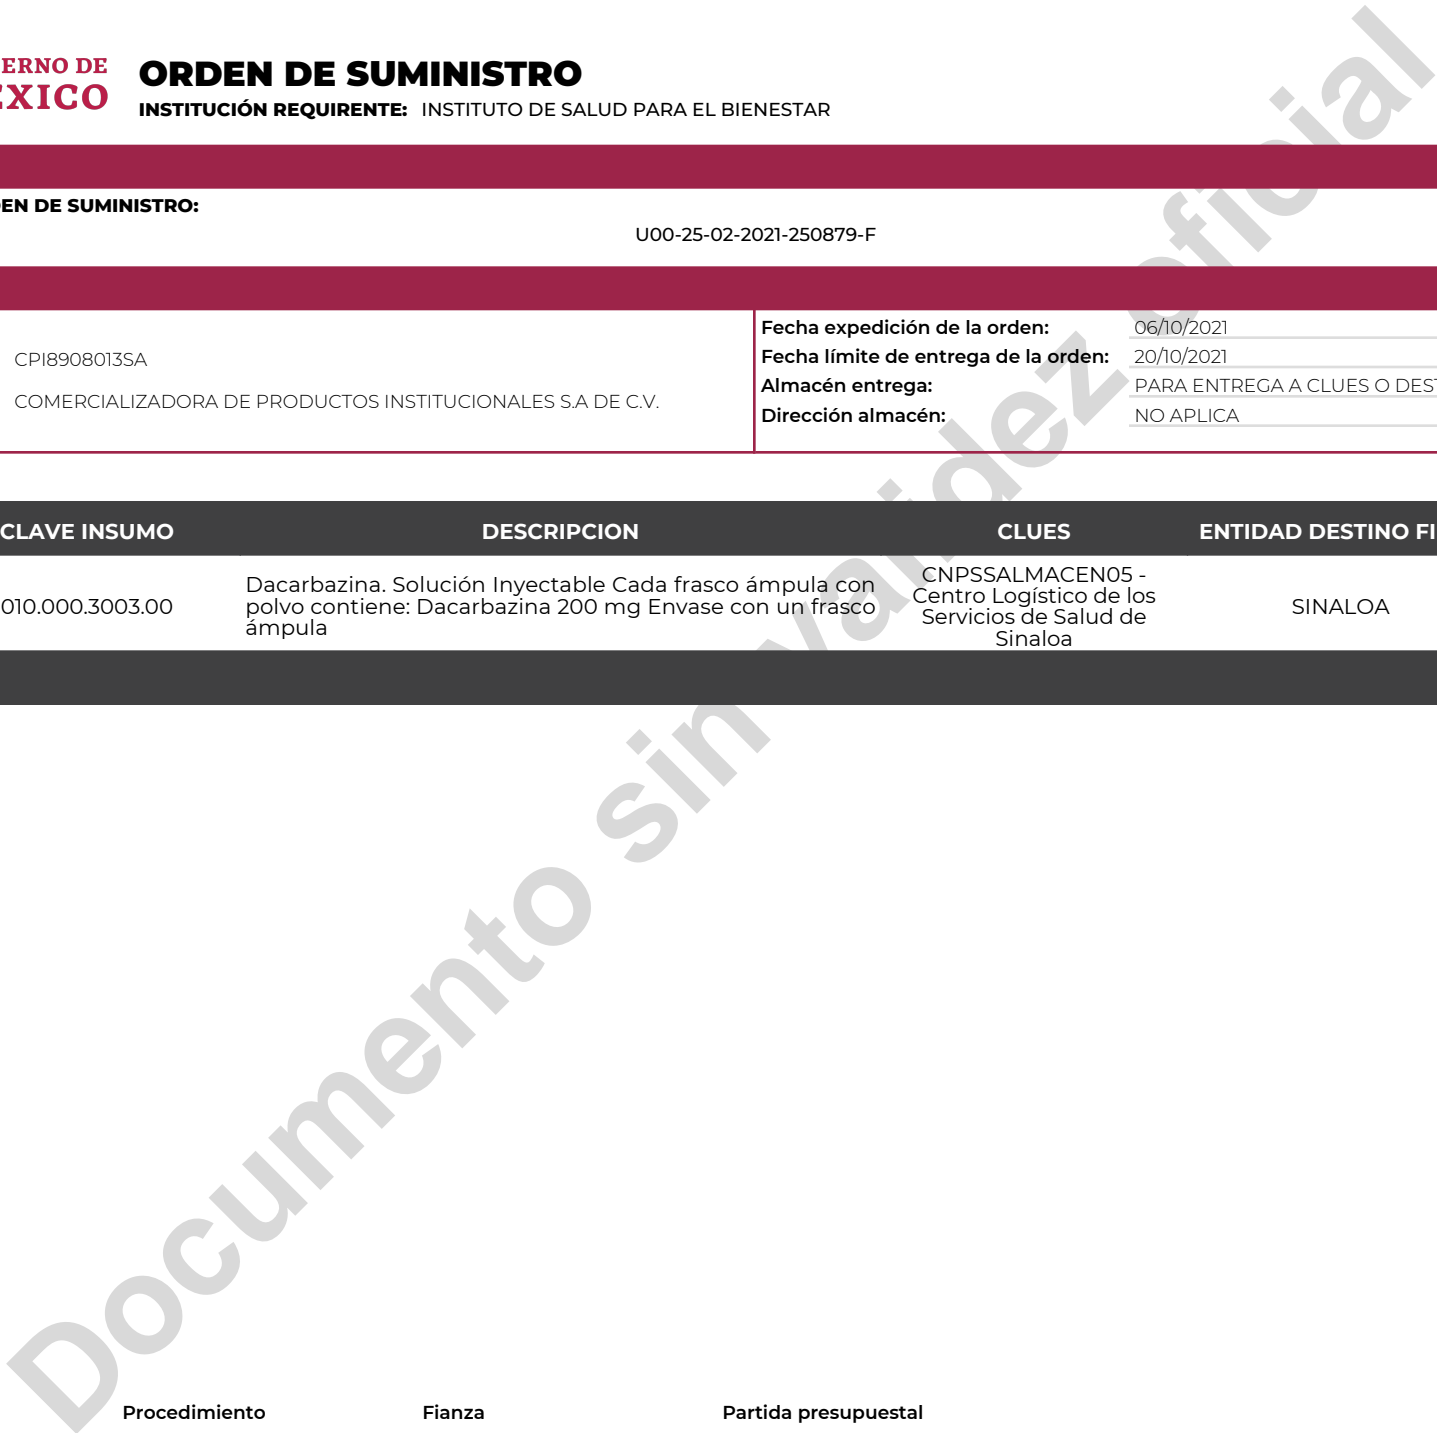 ERNO DE
EXICO
ORDEN DE SUMINISTRO
INSTITUCIÓN REQUIRENTE: INSTITUTO DE SALUD PARA EL BIENESTAR
EN DE SUMINISTRO:
U00-25-02-2021-250879-F
CPI8908013SA
COMERCIALIZADORA DE PRODUCTOS INSTITUCIONALES S.A DE C.V.
Fecha expedición de la orden: 06/10/2021
Fecha límite de entrega de la orden: 20/10/2021
Almacén entrega: PARA ENTREGA A CLUES O DEST
Dirección almacén: NO APLICA
CLAVE INSUMO DESCRIPCION CLUES ENTIDAD DESTINO FI
010.000.3003.00
Dacarbazina. Solución Inyectable Cada frasco ámpula con
polvo contiene: Dacarbazina 200 mg Envase con un frasco
ámpula
CNPSSALMACEN05 -
Centro Logístico de los
Servicios de Salud de
Sinaloa
SINALOA
Documento sin validez oficial
Procedimiento Fianza Partida presupuestal